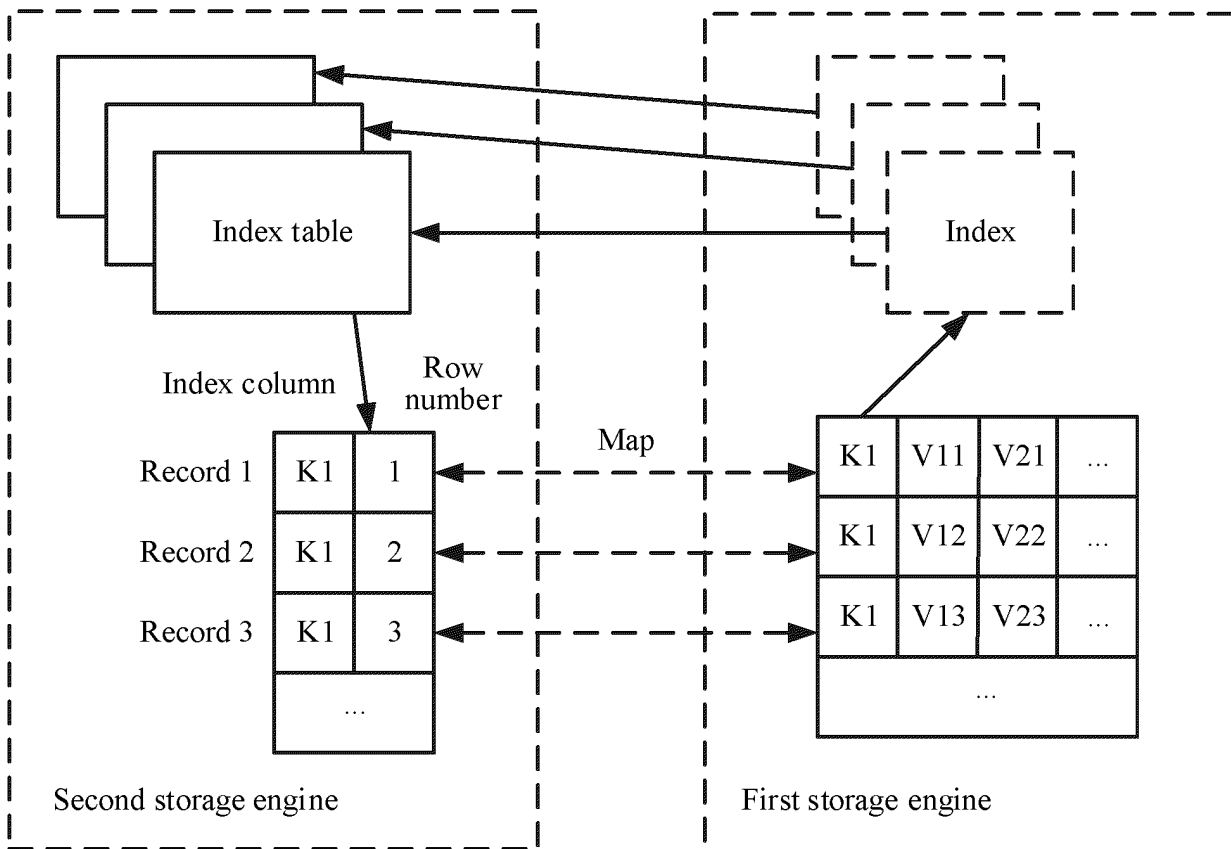 Index table
Index
Index column
Row
number
Map
Record 1 K1 1
K1 V11 V21 ...
Record 2 K1 2
K1 V12 V22 ...
Record 3 K1 3
K1 V13 V23 ...
...
...
Second storage engine
First storage engine